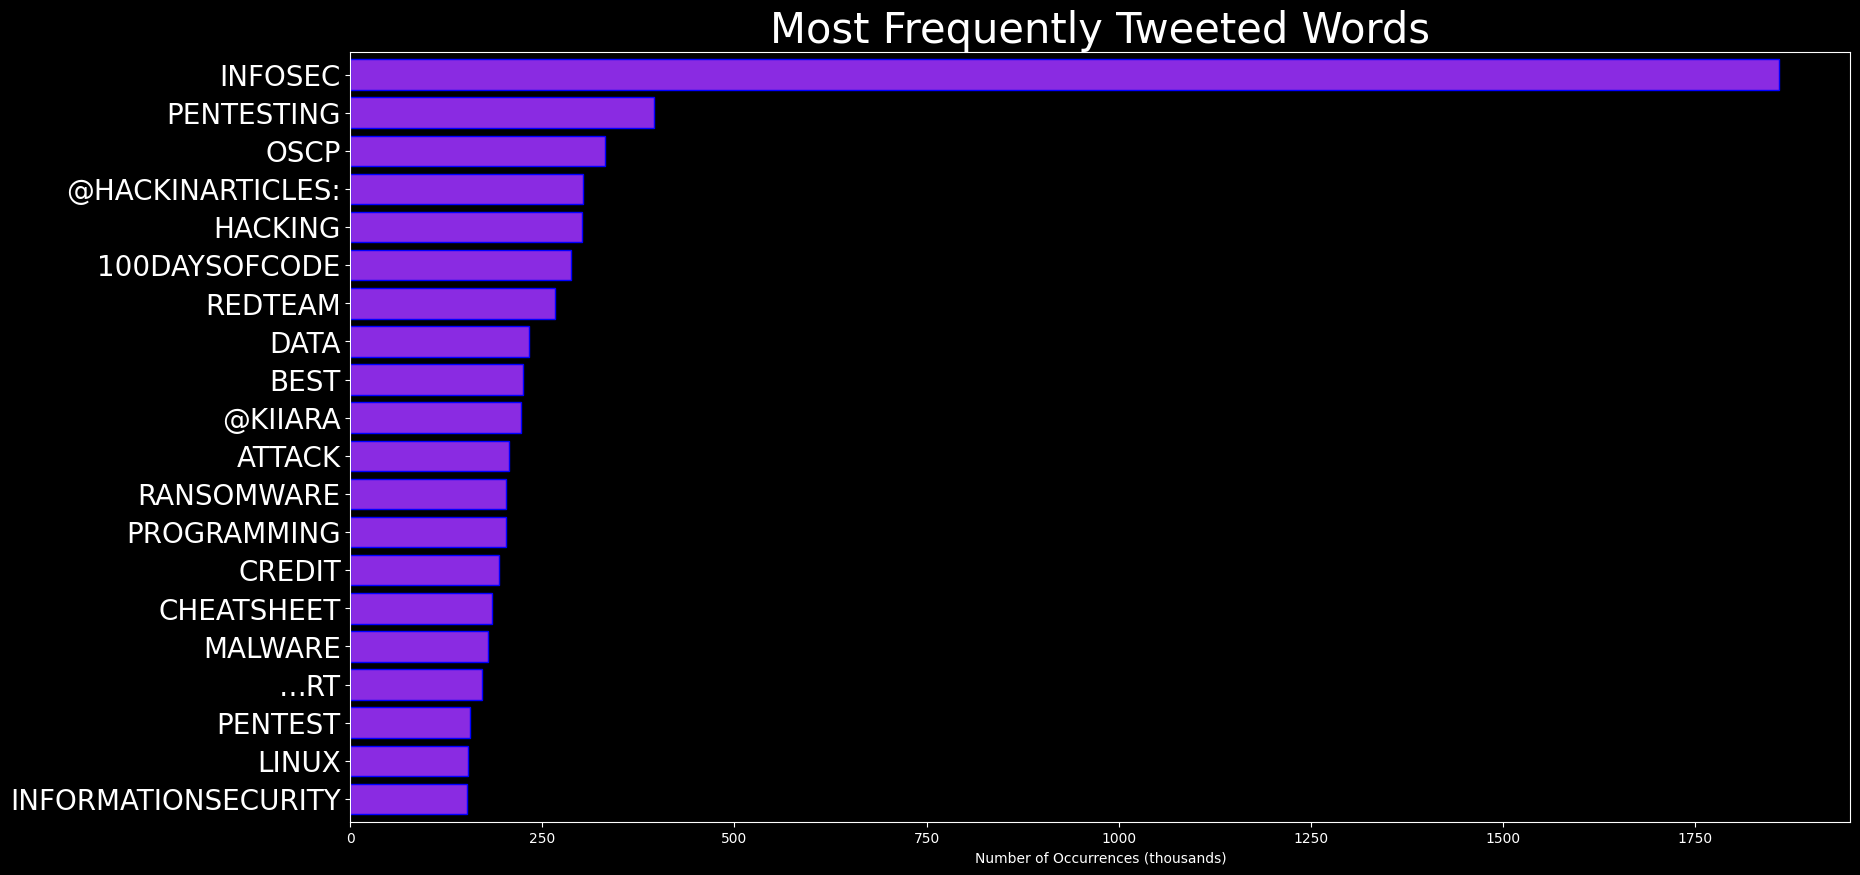 Most Frequently Tweeted Words
INFOSEC
PENTESTING
OSCP
@HACKINARTICLES:
HACKING
100DAYSOFCODE
REDTEAM
DATA
BEST
@KIIARA
ATTACK
RANSOMWARE
PROGRAMMING
CREDIT
CHEATSHEET
MALWARE
…RT
PENTEST
LINUX
INFORMATIONSECURITY
0 250 500 750 1000 1250 1500 1750
Number of Occurrences (thousands)